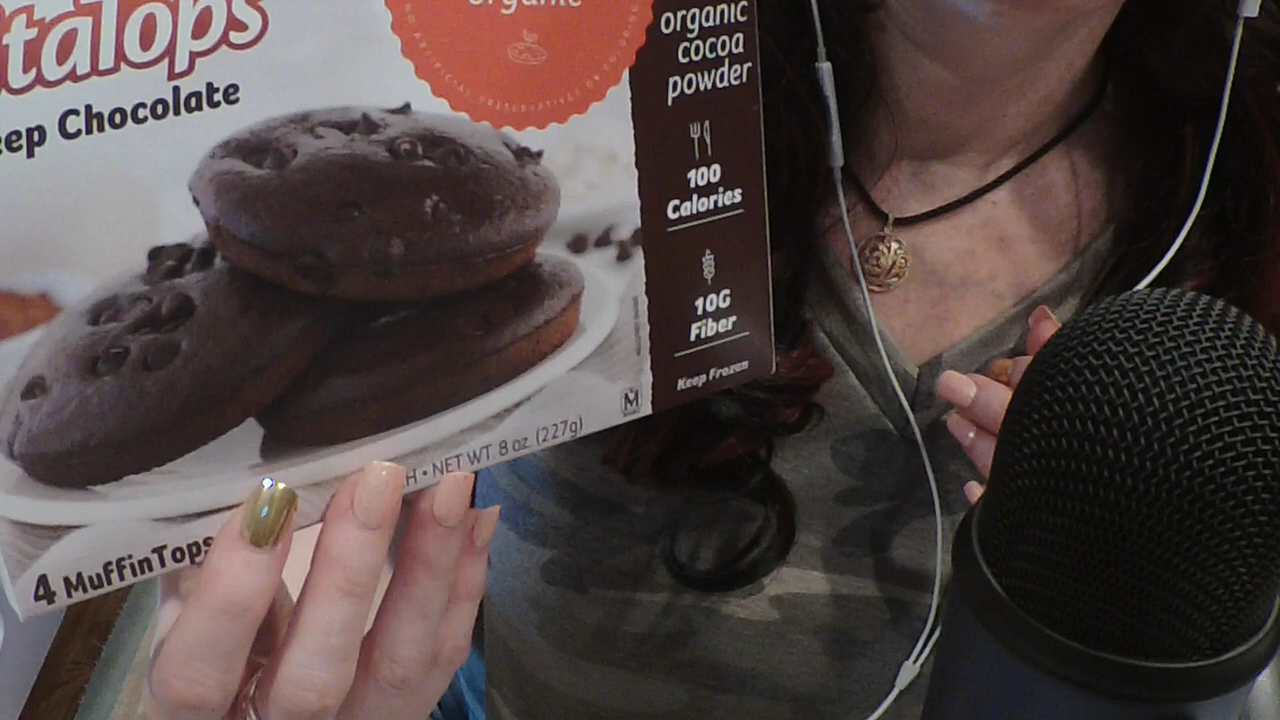 taTops
eep Chocolate
organic
organic
cocoa
powder
100
Calories
10G
Fiber
Keep Frozen
M
H • NET WT 8 oz (227g)
4 MuffinTops